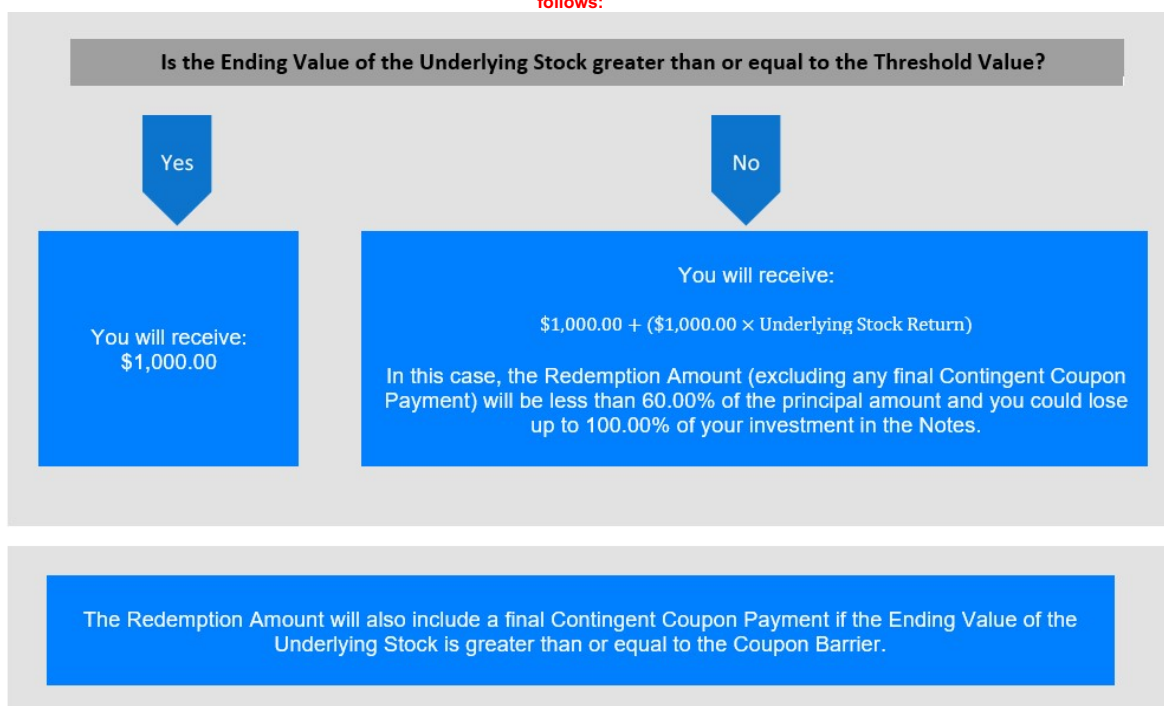 follows:
Is the Ending Value of the Underlying Stock greater than or equal to the Threshold Value?
Yes
No
You will receive:
$1,000.00
You will receive:
$1,000.00 + ($1,000.00 × Underlying Stock Return)
In this case, the Redemption Amount (excluding any final Contingent Coupon
Payment) will be less than 60.00% of the principal amount and you could lose
up to 100.00% of your investment in the Notes.
The Redemption Amount will also include a final Contingent Coupon Payment if the Ending Value of the
Underlying Stock is greater than or equal to the Coupon Barrier.